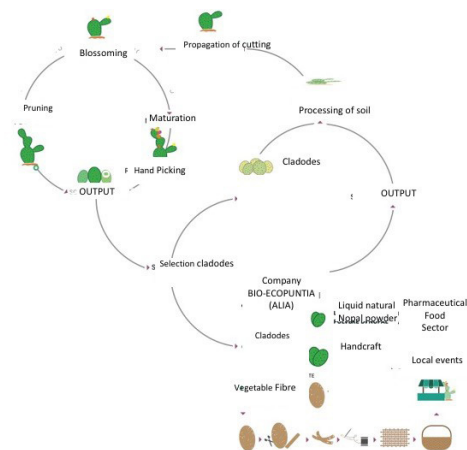 Propagation of cutting
Blossoming
Pruning
Maturation
Hand Picking
OUTPUT
Processing of soil
Cladodes
OUTPUT
Selection cladodes
Company
BIO-ECOPUNTIA
(ALIA)
Liquid natural
Nopal powder
Pharmaceutical
Food
Sector
Cladodes
Handcraft
Local events
Vegetable Fibre